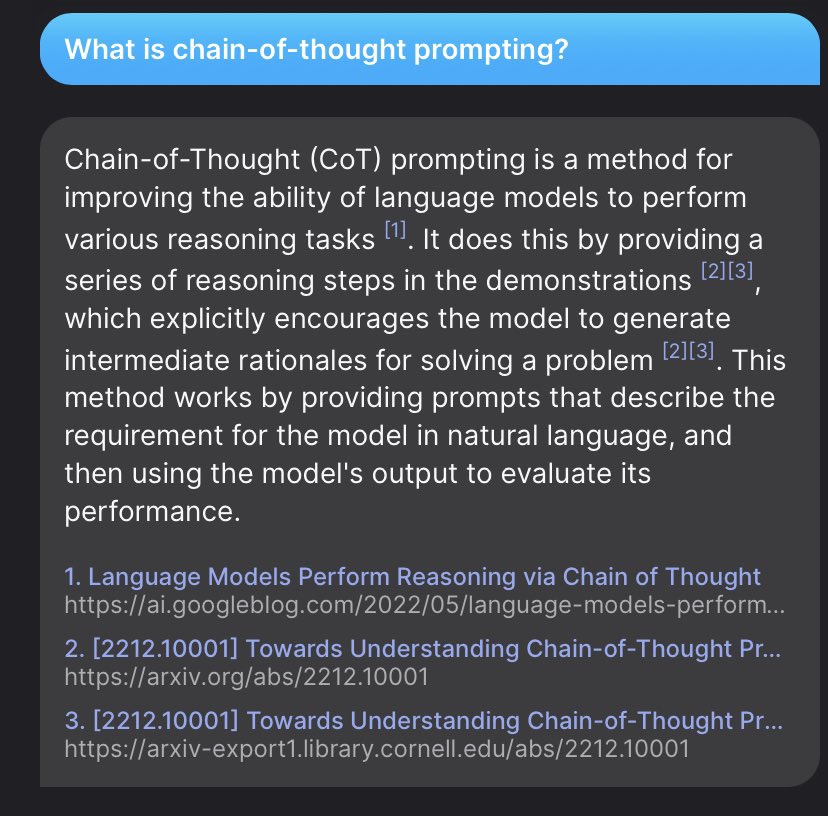 What is chain-of-thought prompting?
Chain-of-Thought (CoT) prompting is a method for
improving the ability of language models to perform
various reasoning tasks [1]. It does this by providing a
series of reasoning steps in the demonstrations [2][3],
which explicitly encourages the model to generate
intermediate rationales for solving a problem [2][3]. This
method works by providing prompts that describe the
requirement for the model in natural language, and
then using the model's output to evaluate its
performance.
1. Language Models Perform Reasoning via Chain of Thought
https://ai.googleblog.com/2022/05/language-models-perform...
2. [2212.10001] Towards Understanding Chain-of-Thought Pr...
https://arxiv.org/abs/2212.10001
3. [2212.10001] Towards Understanding Chain-of-Thought Pr...
https://arxiv-export1.library.cornell.edu/abs/2212.10001